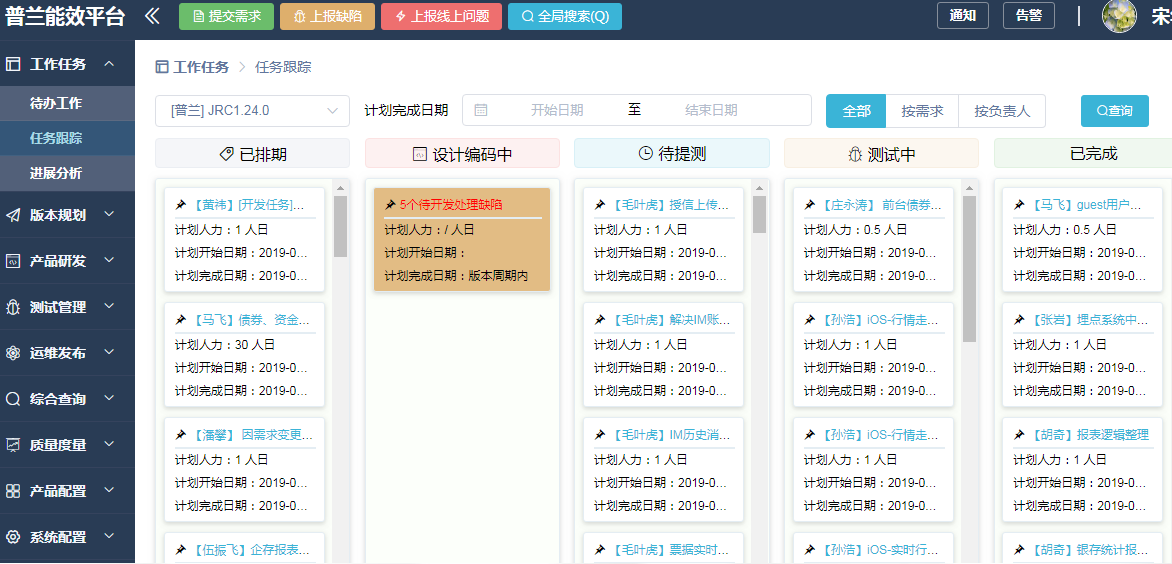 普兰能效平台
提交需求
上报缺陷
上报线上问题
全局搜索(Q)
通知
告警
工作任务
待办工作
任务跟踪
进展分析
版本规划
产品研发
测试管理
运维发布
综合查询
质量度量
产品配置
系统配置
工作任务 > 任务跟踪
[普兰] JRC1.24.0
计划完成日期
开始日期 至 结束日期
全部 按需求 按负责人
查询
已排期
【黄祎】[开发任务]...
计划人力：1 人日
计划开始日期：2019-0...
计划完成日期：2019-0...
【马飞】债券、资金...
计划人力：30 人日
计划开始日期：2019-0...
计划完成日期：2019-0...
【潘攀】 因需求变更...
计划人力：1 人日
计划开始日期：2019-0...
计划完成日期：2019-0...
【伍振飞】企存报表...
设计编码中
5个待开发处理缺陷
计划人力：/ 人日
计划开始日期：
计划完成日期：版本周期内
待提测
【毛叶虎】授信上传...
计划人力：1 人日
计划开始日期：2019-0...
计划完成日期：2019-0...
【毛叶虎】解决IM账...
计划人力：1 人日
计划开始日期：2019-0...
计划完成日期：2019-0...
【毛叶虎】IM历史消...
计划人力：1 人日
计划开始日期：2019-0...
计划完成日期：2019-0...
【毛叶虎】票据实时...
测试中
【庄永涛】 前台债券...
计划人力：0.5 人日
计划开始日期：2019-0...
计划完成日期：2019-0...
【孙浩】iOS-行情走...
计划人力：1 人日
计划开始日期：2019-0...
计划完成日期：2019-0...
【孙浩】iOS-行情走...
计划人力：1 人日
计划开始日期：2019-0...
计划完成日期：2019-0...
【孙浩】iOS-实时行...
已完成
【马飞】guest用户...
计划人力：0.5 人日
计划开始日期：2019-0...
计划完成日期：2019-0...
【张岩】埋点系统中...
计划人力：1 人日
计划开始日期：2019-0...
计划完成日期：2019-0...
【胡奇】报表逻辑整理
计划人力：1 人日
计划开始日期：2019-0...
计划完成日期：2019-0...
【胡奇】银存统计报...